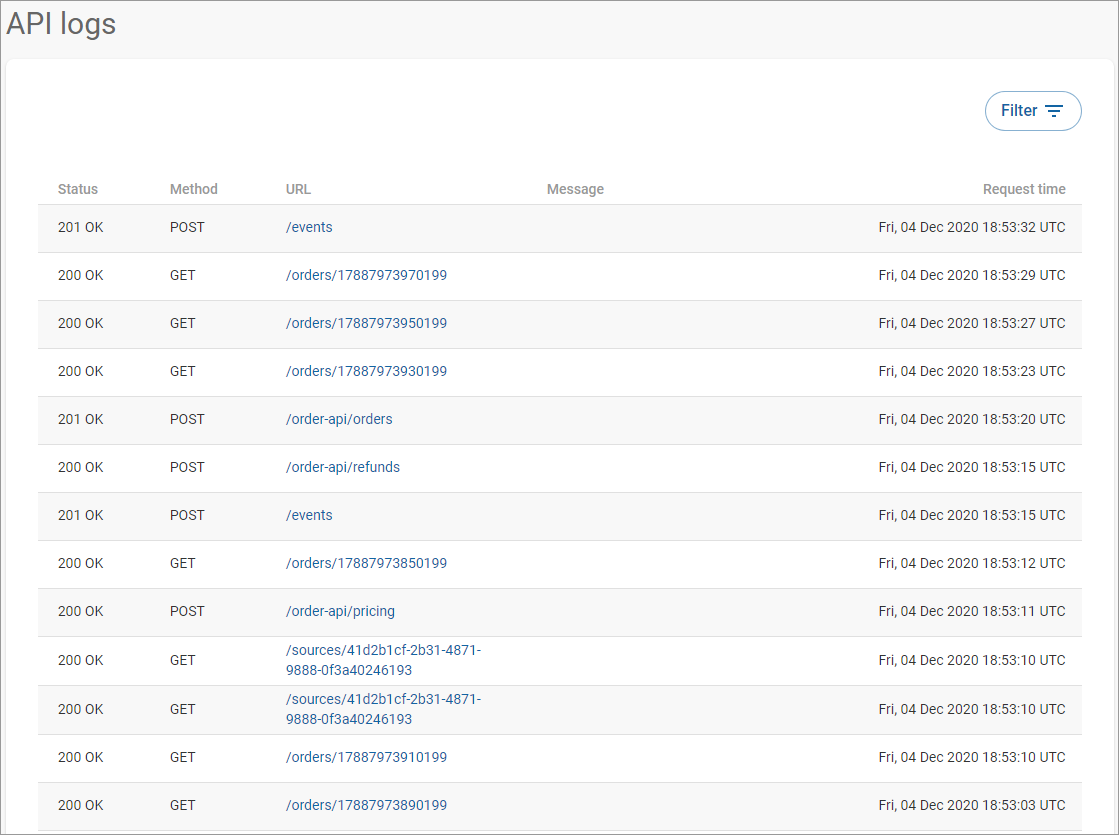 API logs
Filter
Status Method URL Message Request time
201 OK POST /events Fri, 04 Dec 2020 18:53:32 UTC
200 OK GET /orders/17887973970199 Fri, 04 Dec 2020 18:53:29 UTC
200 OK GET /orders/17887973950199 Fri, 04 Dec 2020 18:53:27 UTC
200 OK GET /orders/17887973930199 Fri, 04 Dec 2020 18:53:23 UTC
201 OK POST /order-api/orders Fri, 04 Dec 2020 18:53:20 UTC
200 OK POST /order-api/refunds Fri, 04 Dec 2020 18:53:15 UTC
201 OK POST /events Fri, 04 Dec 2020 18:53:15 UTC
200 OK GET /orders/17887973850199 Fri, 04 Dec 2020 18:53:12 UTC
200 OK POST /order-api/pricing Fri, 04 Dec 2020 18:53:11 UTC
200 OK GET /sources/41d2b1cf-2b31-4871- Fri, 04 Dec 2020 18:53:10 UTC
9888-0f3a40246193
200 OK GET /sources/41d2b1cf-2b31-4871- Fri, 04 Dec 2020 18:53:10 UTC
9888-0f3a40246193
200 OK GET /orders/17887973910199 Fri, 04 Dec 2020 18:53:10 UTC
200 OK GET /orders/17887973890199 Fri, 04 Dec 2020 18:53:03 UTC